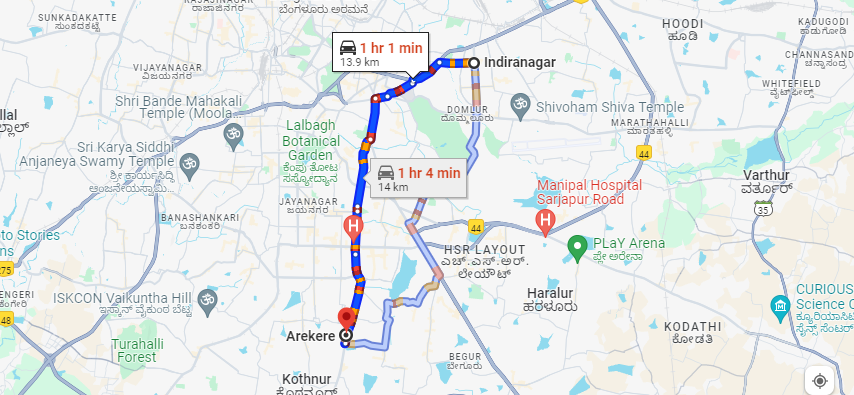 SUNKADAKATTE
ಸುಂಕದಕಟ್ಟೆ
RAJAJINAGAR
ರಾಜಾಜಿನಗರ
ಬೆಂಗಳೂರು ಅರಮನೆ
HOODI
ಹೂಡಿ
KADUGODI
ಕಾಡುಗೋಡಿ
VIJAYANAGAR
ವಿಜಯನಗರ
1 hr 1 min
13.9 km
Indiranagar
CHANNASAND
ಚನ್ನಸಂದ್ರ
WHITEFIELD
ವೈಟ್‌ಫೀಲ್ಡ್
Shri Bande Mahakali
Temple (Moola...
DOMLUR
ದೊಮ್ಮಲೂರು
Shivoham Shiva Temple
MARATHAHALLI
ಮಾರತಹಳ್ಳಿ
Lalbagh
Botanical
Garden
ಕೆಂಪು ತೋಟ
ಸಸ್ಯೋದ್ಯಾನ
Sri Karya Siddhi
Anjaneya Swamy Temple
ಶ್ರೀ ಕಾರ್ಯಸಿದ್ಧಿ
ಆಂಜನೇಯಸ್ವಾಮಿ...
44
1 hr 4 min
14 km
Varthur
ವರ್ತೂರ್
35
JAYANAGAR
ಜಯನಗರ
Manipal Hospital
Sarjapur Road
BANASHANKARI
ಬನಶಂಕರಿ
H
H
44
HSR LAYOUT
ಎಚ್.ಎಸ್.ಆರ್.
ಲೇಯೌಟ್
PLaY Arena
ಪ್ಲೇ ಅರೇನಾ
to Stories
275
Haralur
ಹರಳೂರು
ISKCON Vaikuntha Hill
ಇಸ್ಕಾನ್ ವೈಕುಂಠ ಬೆಟ್ಟ
CURIOUS
Science
48
Turahalli
Forest
Arekere
KODATHI
ಕೊಡತಿ
BEGUR
ಬೇಗೂರು
Kothnur